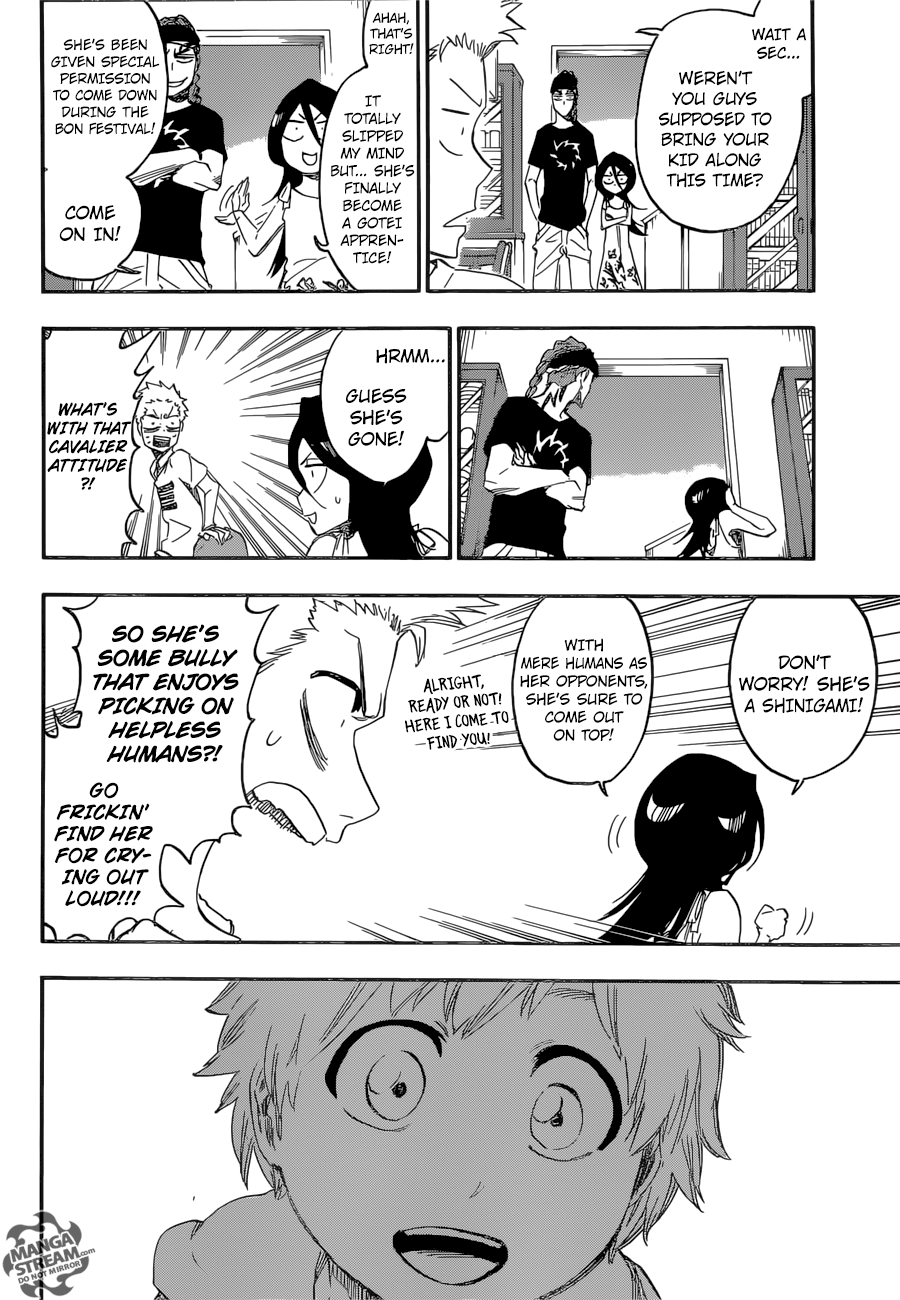 WAIT A
SEC...
WEREN'T
YOU GUYS
SUPPOSED TO
BRING YOUR
KID ALONG
THIS TIME?
AHAH,
THAT'S
RIGHT!
IT
TOTALLY
SLIPPED
MY MIND
BUT... SHE'S
FINALLY
BECOME
A GOTEI
APPREN-
TICE!
SHE'S BEEN
GIVEN SPECIAL
PERMISSION
TO COME DOWN
DURING THE
BON FESTIVAL!
COME
ON IN!
HRMM...
GUESS
SHE'S
GONE!
WHAT'S
WITH THAT
CAVALIER
ATTITUDE
?!
DON'T
WORRY! SHE'S
A SHINIGAMI!
WITH
MERE HUMANS AS
HER OPPONENTS,
SHE'S SURE TO
COME OUT
ON TOP!
ALRIGHT,
READY OR NOT!
HERE I COME TO
FIND YOU!
SO SHE'S
SOME BULLY
THAT ENJOYS
PICKING ON
HELPLESS
HUMANS?!
GO
FRICKIN'
FIND HER
FOR CRY-
ING OUT
LOUD!!!
MANGA
STREAM.com
DO NOT MIRROR